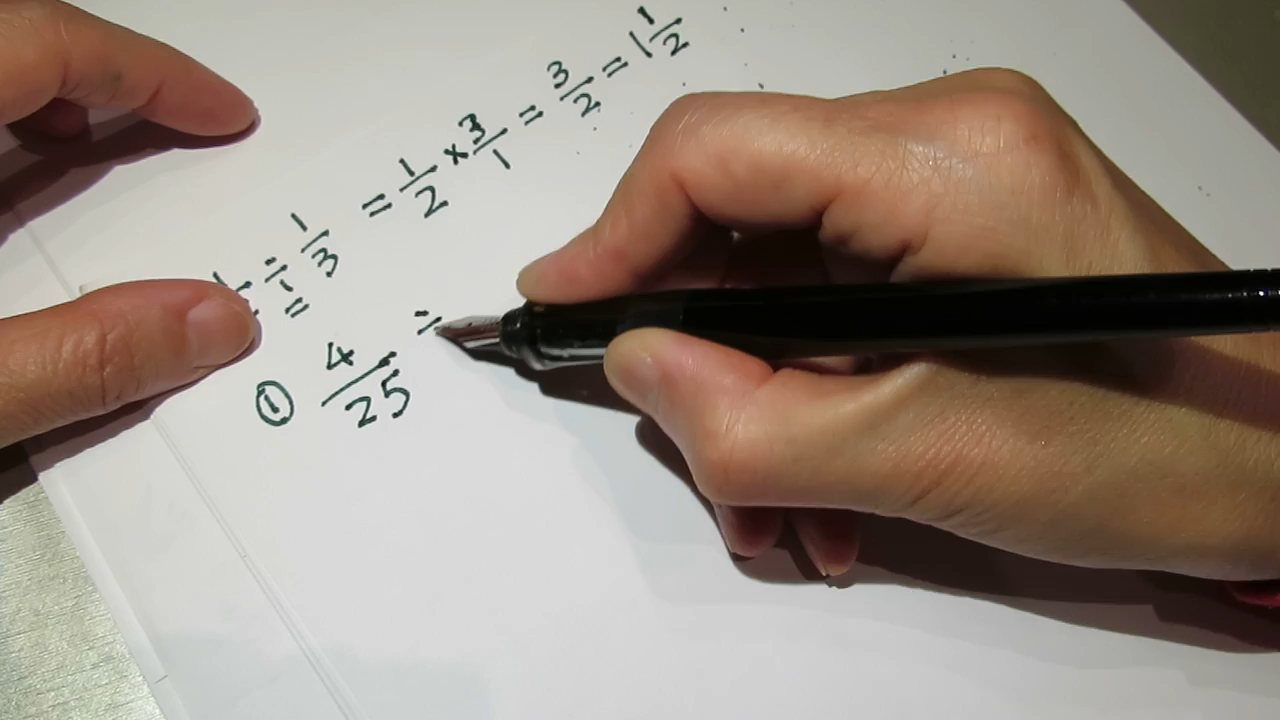 ÷ 1/3 = 1/2 × 3/1 = 3/2 = 1 1/2
=
① 4/25 ÷